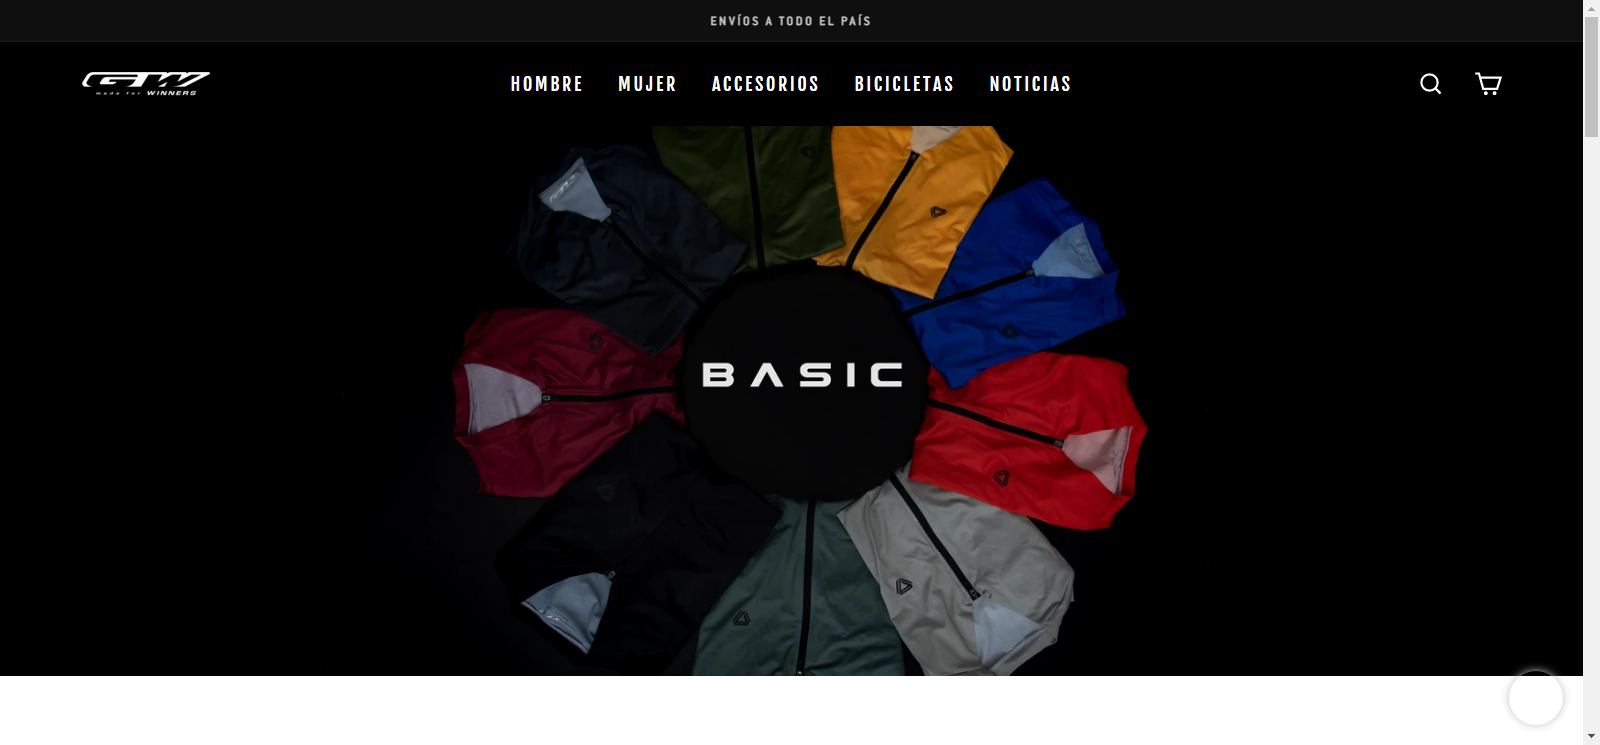 ENVÍOS A TODO EL PAÍS
GW
made for WINNERS
HOMBRE MUJER ACCESORIOS BICICLETAS NOTICIAS
BASIC